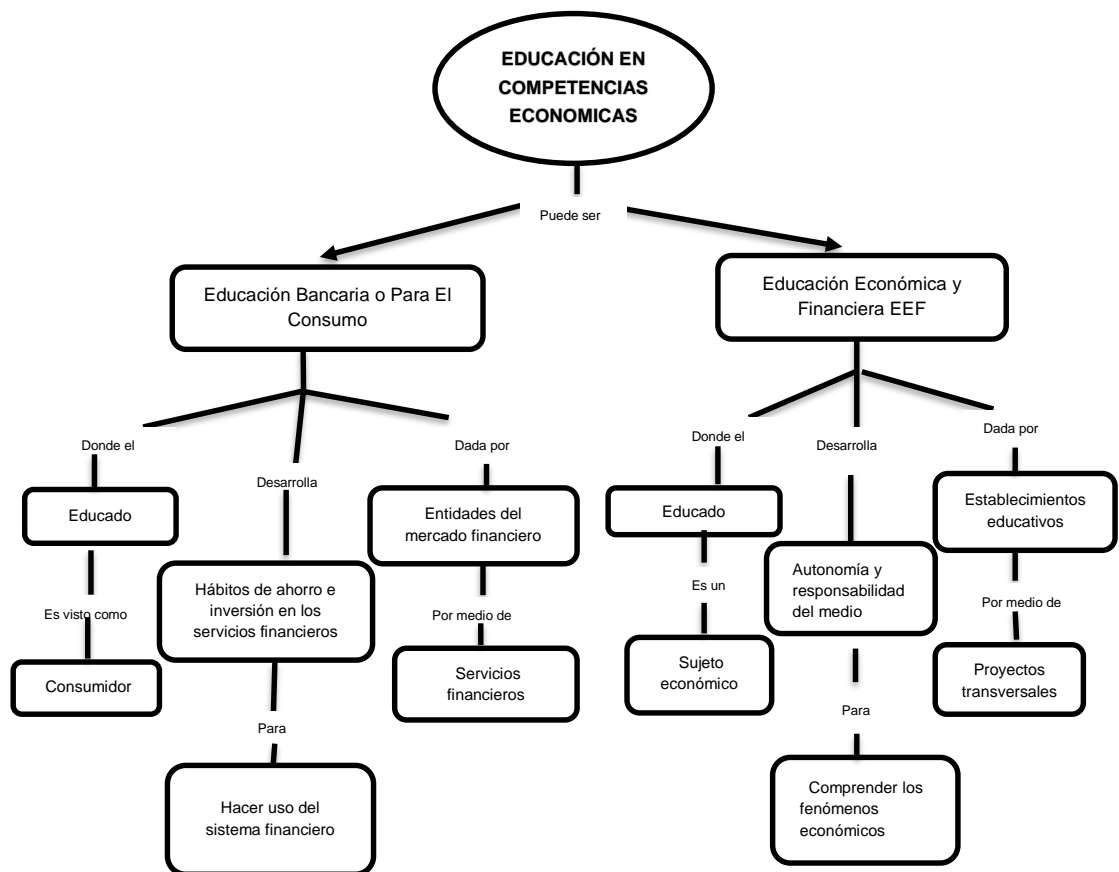 EDUCACIÓN EN
COMPETENCIAS
ECONOMICAS
Puede ser
Educación Bancaria o Para El
Consumo
Educación Económica y
Financiera EEF
Donde el
Desarrolla
Dada por
Educado
Entidades del
mercado financiero
Hábitos de ahorro e
inversión en los
servicios financieros
Es visto como
Por medio de
Consumidor
Servicios
financieros
Para
Hacer uso del
sistema financiero
Donde el
Desarrolla
Dada por
Educado
Establecimientos
educativos
Autonomía y
responsabilidad
del medio
Es un
Por medio de
Sujeto
económico
Proyectos
transversales
Para
Comprender los
fenómenos
económicos